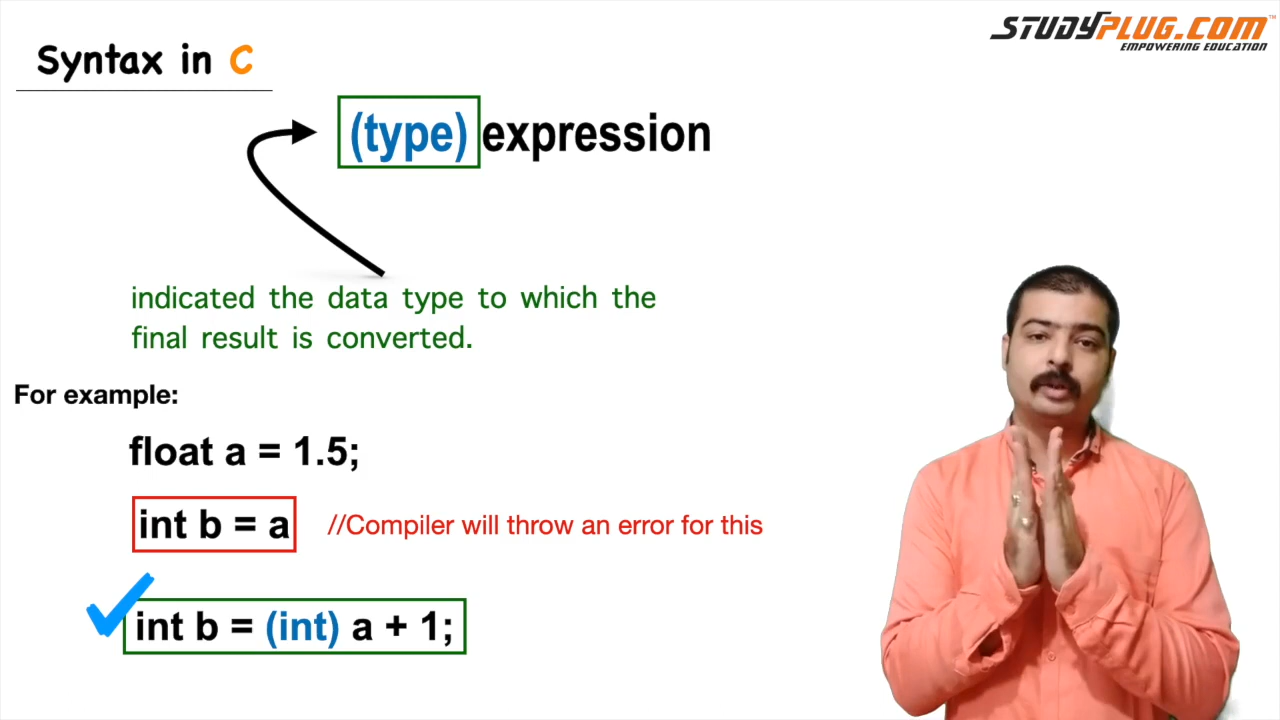 STUDYPLUG.COM™
EMPOWERING EDUCATION
Syntax in C
(type) expression
indicated the data type to which the
final result is converted.
For example:
float a = 1.5;
int b = a //Compiler will throw an error for this
int b = (int) a + 1;